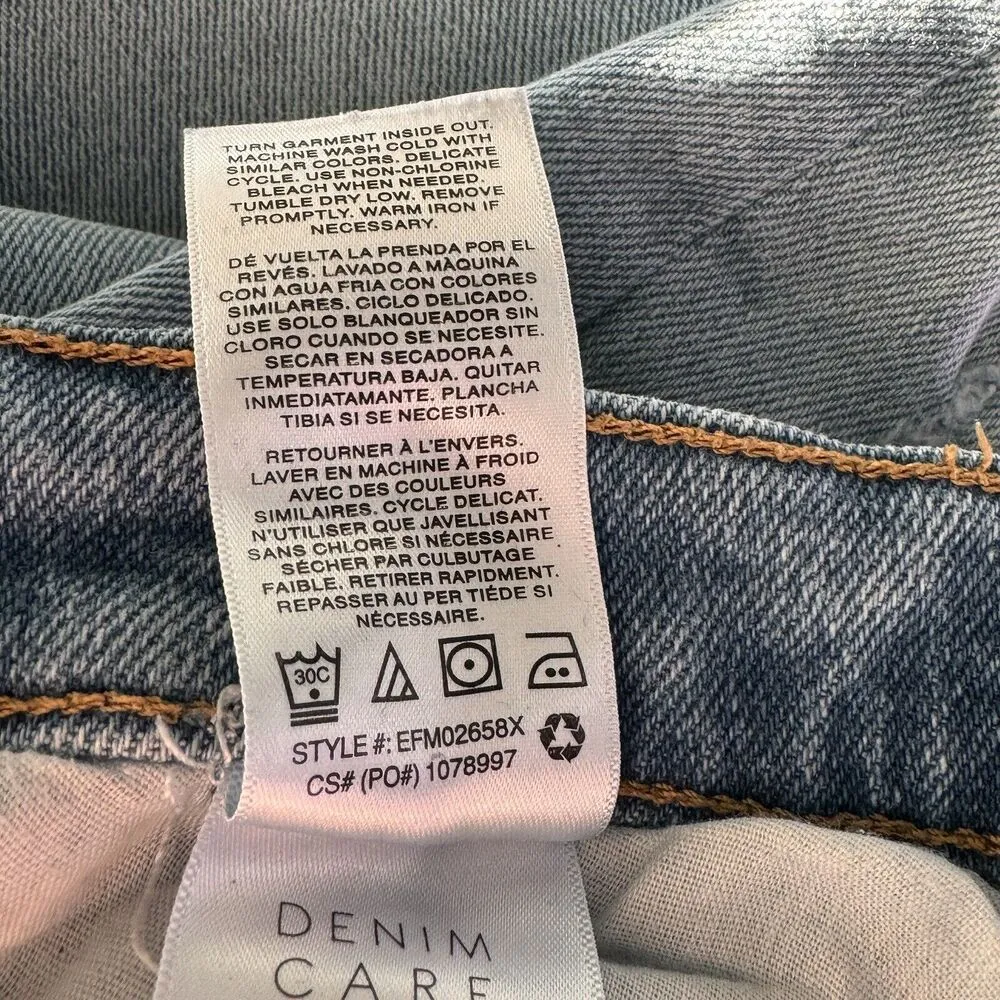 TURN GARMENT INSIDE OUT.
MACHINE WASH COLD WITH
SIMILAR COLORS. DELICATE
CYCLE. USE NON-CHLORINE
BLEACH WHEN NEEDED.
TUMBLE DRY LOW. REMOVE
PROMPTLY. WARM IRON IF
NECESSARY.
DÉ VUELTA LA PRENDA POR EL
REVÉS. LAVADO A MÀQUINA
CON AGUA FRIA CON COLORES
SIMILARES. CICLO DELICADO.
USE SOLO BLANQUEADOR SIN
CLORO CUANDO SE NECESITE.
SECAR EN SECADORA A
TEMPERATURA BAJA. QUITAR
INMEDIATAMANTE. PLANCHA
TIBIA SI SE NECESITA.
RETOURNER À L'ENVERS.
LAVER EN MACHINE À FROID
AVEC DES COULEURS
SIMILAIRES. CYCLE DELICAT.
N'UTILISER QUE JAVELLISANT
SANS CHLORE SI NÉCESSAIRE
SÉCHER PAR CULBUTAGE
FAIBLE. RETIRER RAPIDMENT.
REPASSER AU PER TIÉDE SI
NÉCESSAIRE.
30C
STYLE #: EFM02658X
CS# (PO#) 1078997
DENIM
CARE